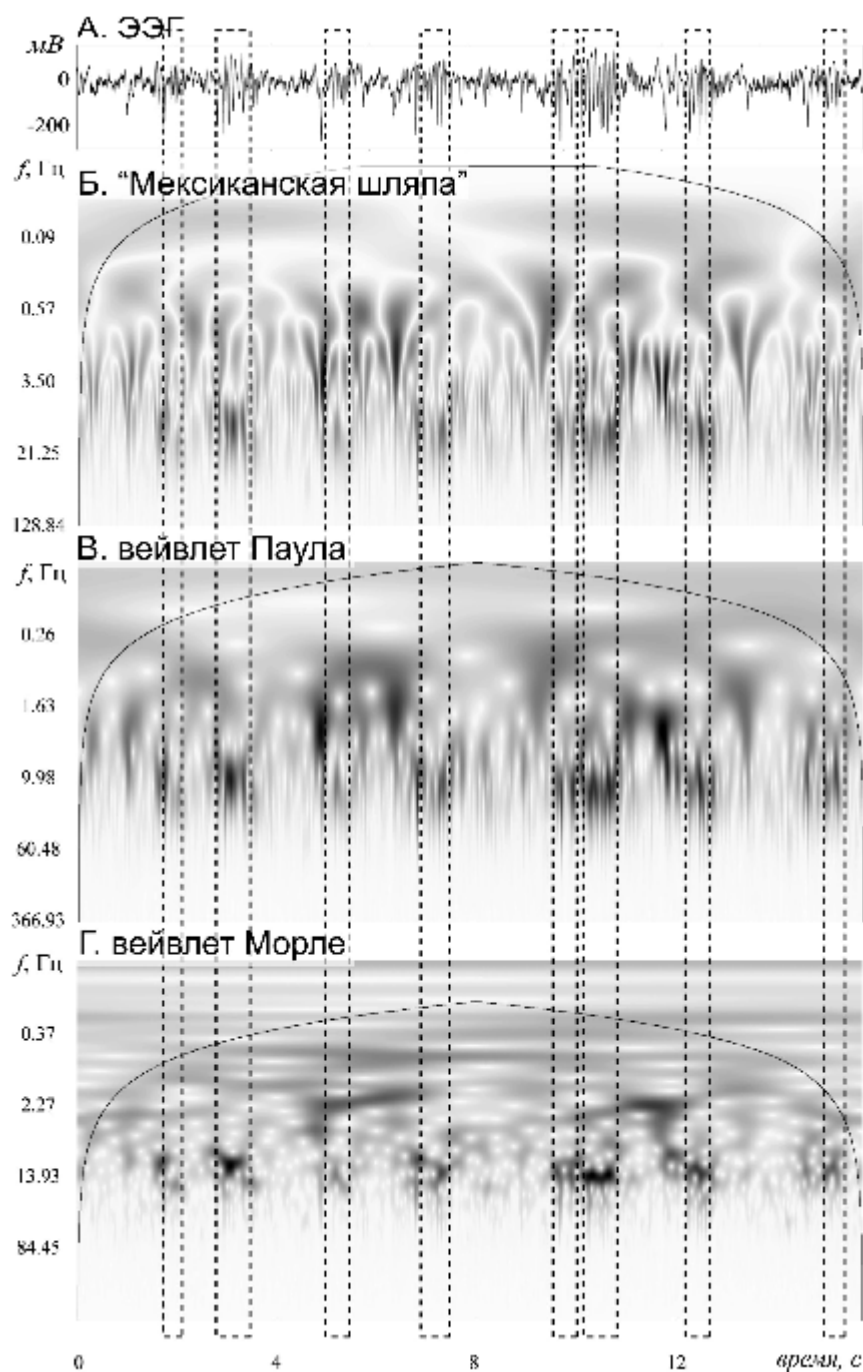 А. ЭЭГ
мВ
0
-200
f, Гц
Б. “Мексиканская шляпа”
0.09
0.57
3.50
21.25
128.84
В. вейвлет Паула
f, Гц
0.26
1.63
9.98
60.48
366.93
Г. вейвлет Морле
f, Гц
0.37
2.27
13.93
84.45
0 4 8 12 время, с